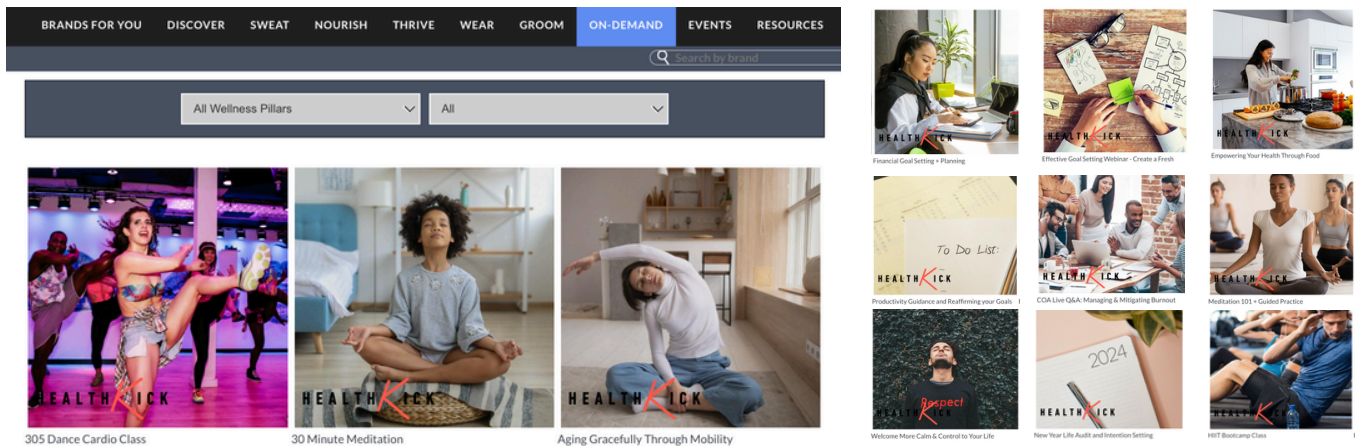 BRANDS FOR YOU DISCOVER SWEAT NOURISH THRIVE WEAR GROOM ON-DEMAND EVENTS RESOURCES
Search by brand
All Wellness Pillars All
HEALTHKICK HEALTHKICK HEALTHKICK
305 Dance Cardio Class 30 Minute Meditation Aging Gracefully Through Mobility
HEALTHKICK HEALTHKICK HEALTHKICK
Financial Goal Setting + Planning Effective Goal Setting Webinar - Create a Fresh Empowering Your Health Through Food
To Do List:
HEALTHKICK HEALTHKICK HEALTHKICK
Productivity Guidance and Reaffirming your Goals COA Live Q&A: Managing & Mitigating Burnout Meditation 101 + Guided Practice
2024
Respect
HEALTHKICK HEALTHKICK HEALTHKICK
Welcome More Calm & Control to Your Life New Year Life Audit and Intention Setting HIIT Bootcamp Class